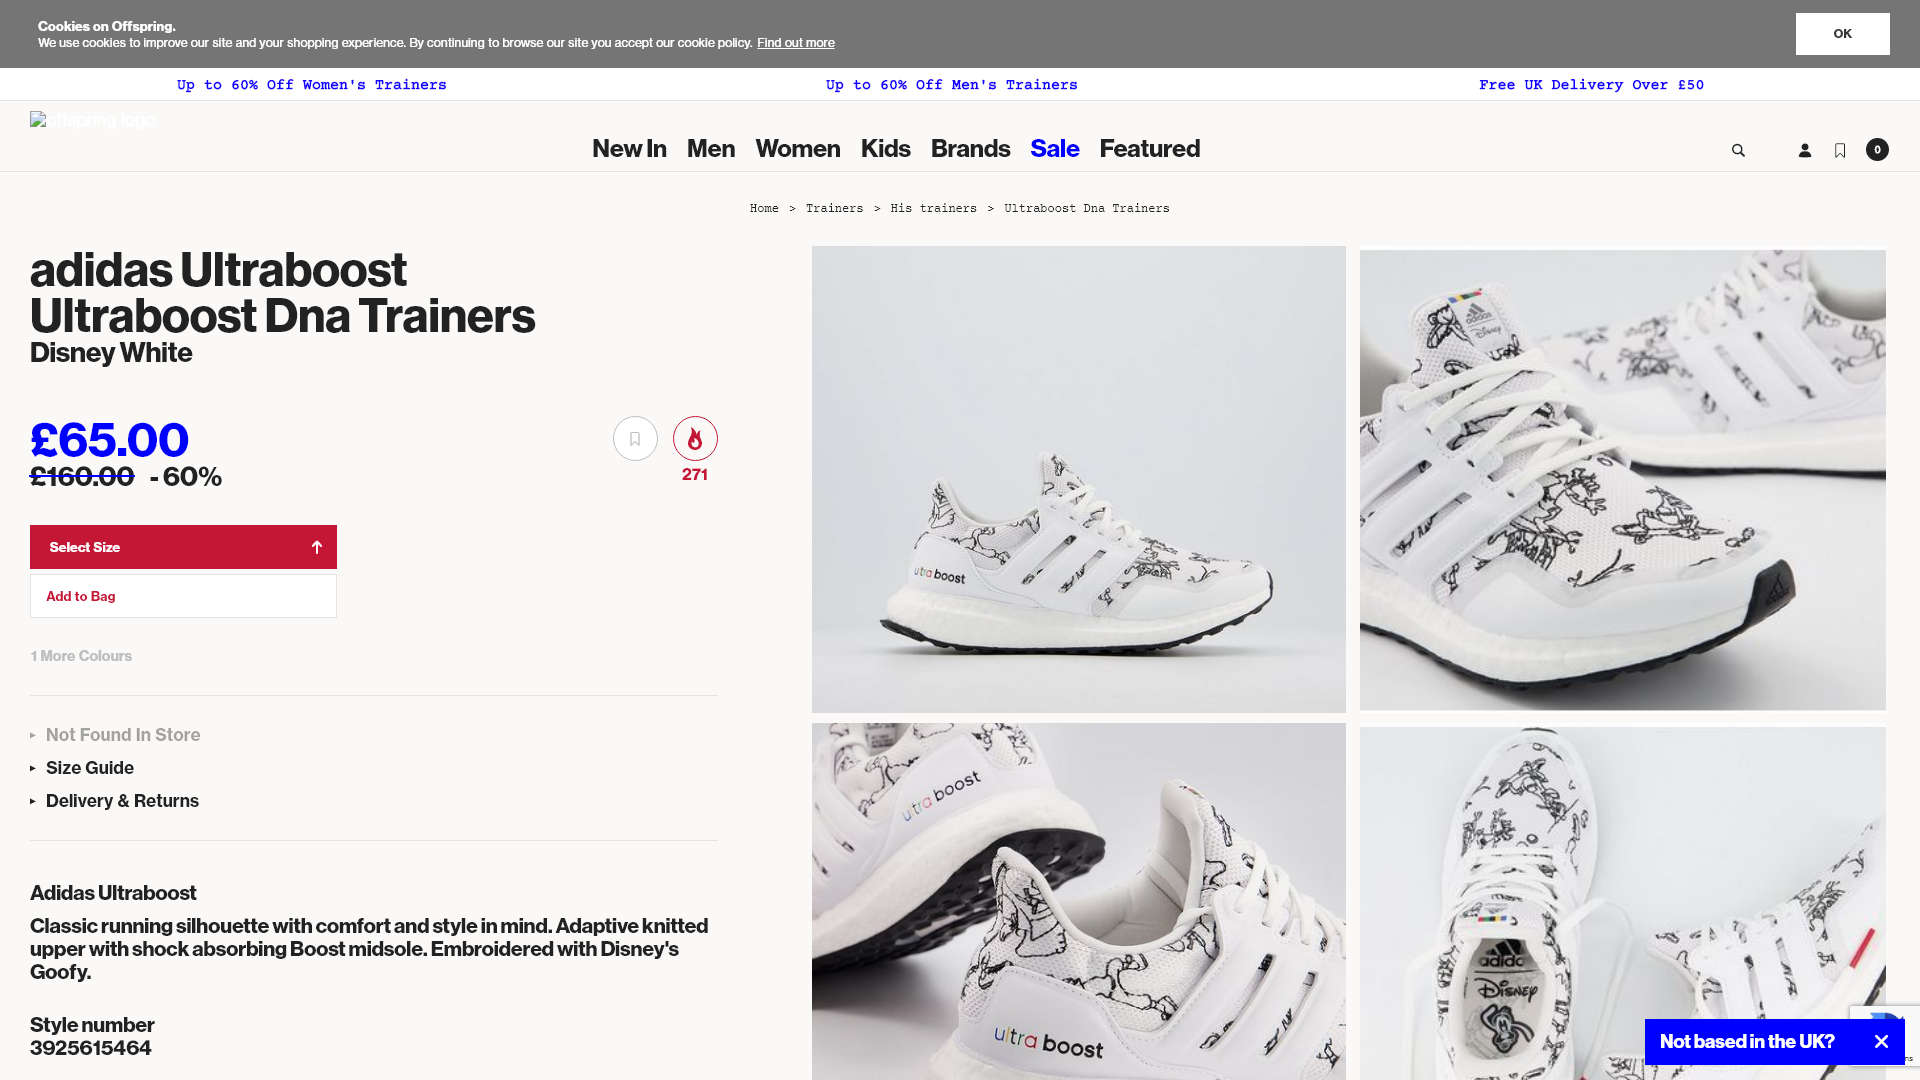 Cookies on Offspring.
We use cookies to improve our site and your shopping experience. By continuing to browse our site you accept our cookie policy. Find out more
OK
Up to 60% Off Women's Trainers
Up to 60% Off Men's Trainers
Free UK Delivery Over £50
offspring logo
New In
Men
Women
Kids
Brands
Sale
Featured
0
Home > Trainers > His trainers > Ultraboost Dna Trainers
adidas Ultraboost
Ultraboost Dna Trainers
Disney White
£65.00
£160.00 - 60%
271
Select Size
Add to Bag
1 More Colours
Not Found In Store
Size Guide
Delivery & Returns
Adidas Ultraboost
Classic running silhouette with comfort and style in mind. Adaptive knitted
upper with shock absorbing Boost midsole. Embroidered with Disney's
Goofy.
Style number
3925615464
ultraboost
adidas
Disney
ultraboost
ultraboost
adidas
Disney
Not based in the UK?